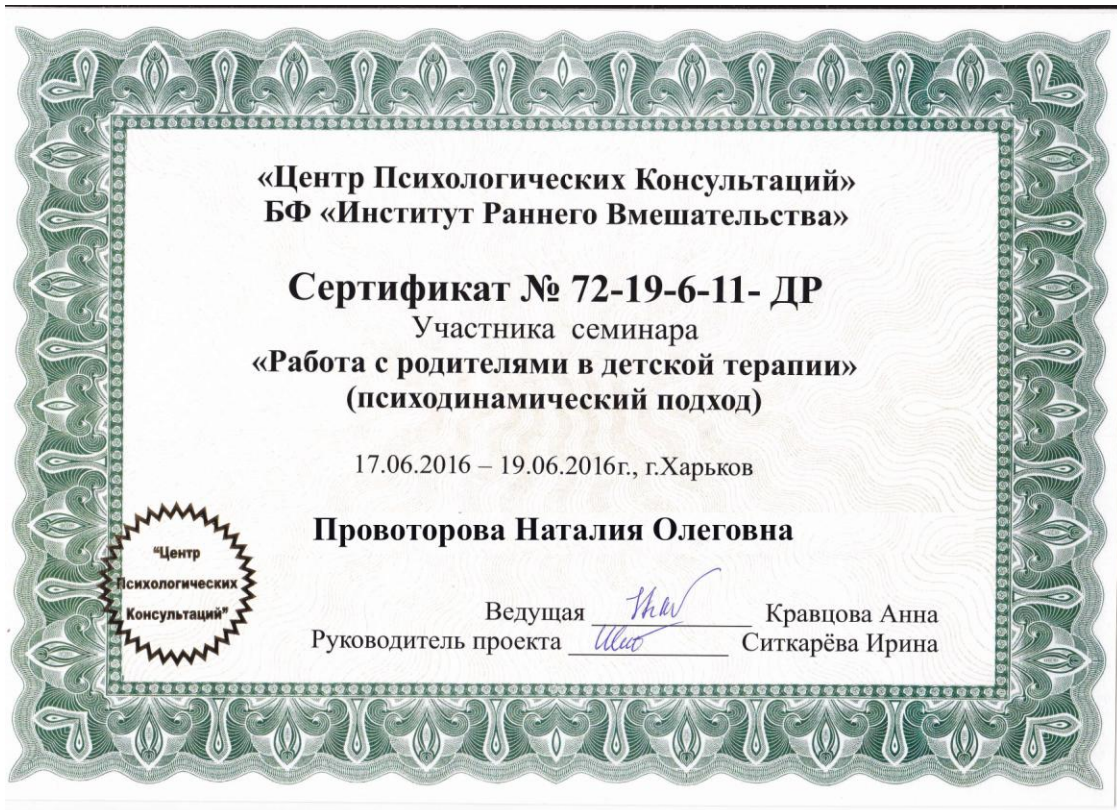 «Центр Психологических Консультаций»
БФ «Институт Раннего Вмешательства»
Сертификат № 72-19-6-11- ДР
Участника семинара
«Работа с родителями в детской терапии»
(психодинамический подход)
17.06.2016 – 19.06.2016г., г.Харьков
Провоторова Наталия Олеговна
“Центр
Психологических
Консультаций”
Ведущая Кравцова Анна
Руководитель проекта Ситкарёва Ирина